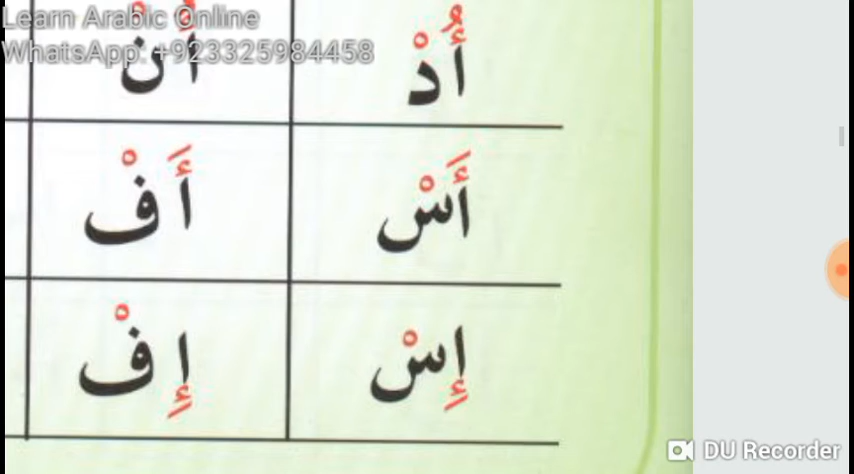 Learn Arabic Online
WhatsApp: +923325984458
أُدْ أَنْ
أَسْ أَفْ
إِسْ إِفْ
DU Recorder